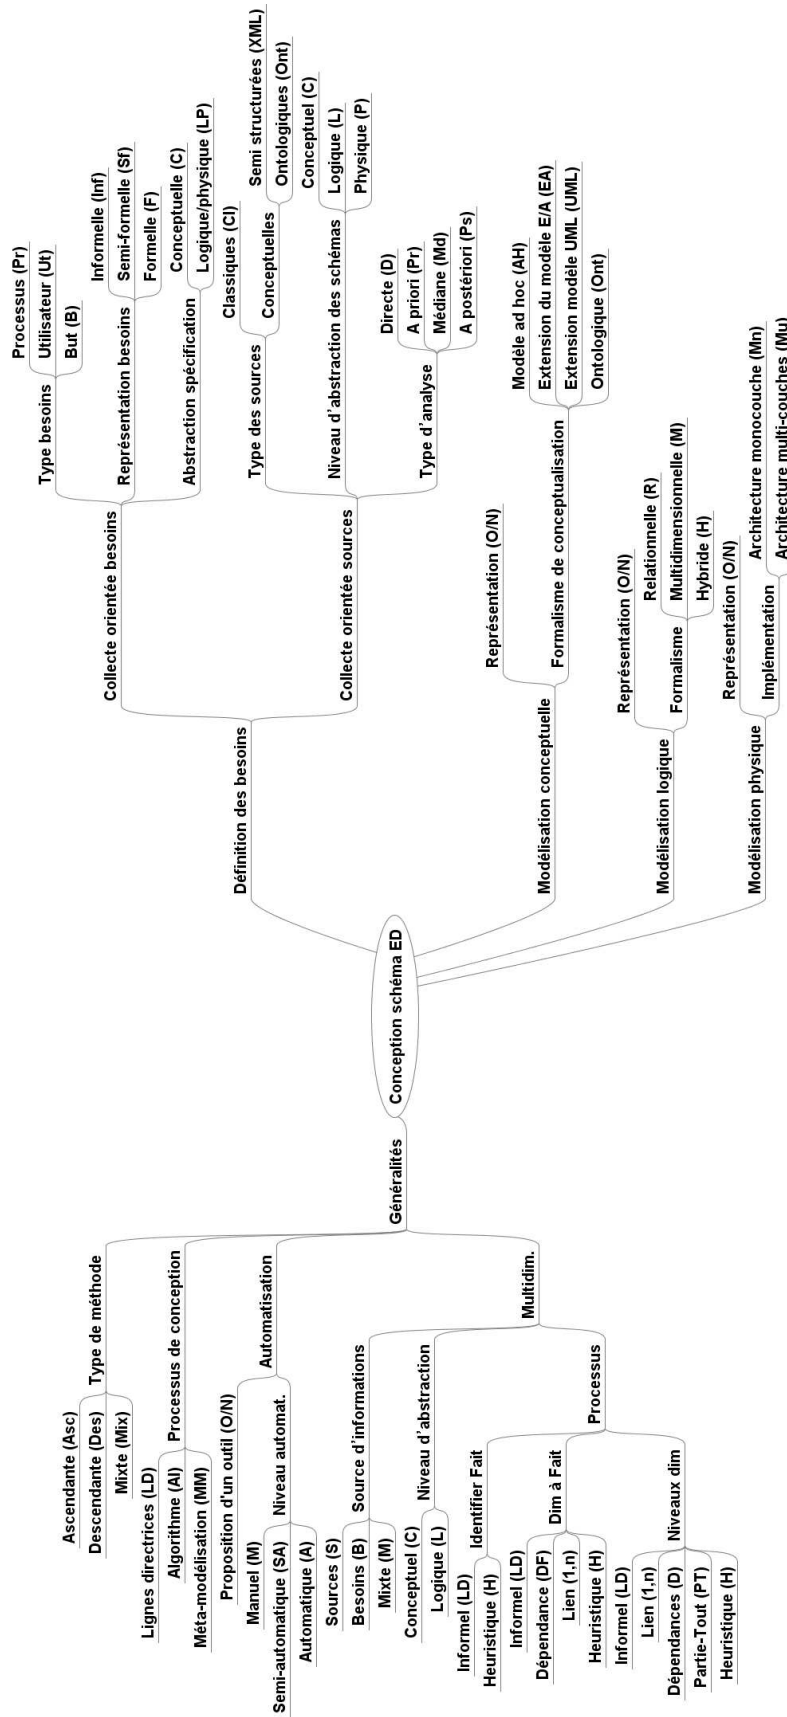 Conception schéma ED
Généralités
Type de méthode
Ascendante (Asc)
Descendante (Des)
Mixte (Mix)
Processus de conception
Lignes directrices (LD)
Algorithme (Al)
Méta-modélisation (MM)
Automatisation
Proposition d'un outil (O/N)
Niveau automat.
Manuel (M)
Semi-automatique (SA)
Automatique (A)
Multidim.
Source d'informations
Sources (S)
Besoins (B)
Mixte (M)
Niveau d'abstraction
Conceptuel (C)
Logique (L)
Processus
Identifier Fait
Informel (LD)
Heuristique (H)
Dim à Fait
Informel (LD)
Dépendance (DF)
Lien (1,n)
Heuristique (H)
Niveaux dim
Informel (LD)
Lien (1,n)
Dépendances (D)
Partie-Tout (PT)
Heuristique (H)
Définition des besoins
Collecte orientée besoins
Type besoins
Processus (Pr)
Utilisateur (Ut)
But (B)
Représentation besoins
Informelle (Inf)
Semi-formelle (Sf)
Formelle (F)
Abstraction spécification
Conceptuelle (C)
Logique/physique (LP)
Collecte orientée sources
Type des sources
Classiques (Cl)
Conceptuelles
Semi structurées (XML)
Ontologiques (Ont)
Niveau d'abstraction des schémas
Conceptuel (C)
Logique (L)
Physique (P)
Type d'analyse
Directe (D)
A priori (Pr)
Médiane (Md)
A postériori (Ps)
Modélisation conceptuelle
Représentation (O/N)
Formalisme de conceptualisation
Modèle ad hoc (AH)
Extension du modèle E/A (EA)
Extension modèle UML (UML)
Ontologique (Ont)
Modélisation logique
Représentation (O/N)
Formalisme
Relationnelle (R)
Multidimensionnelle (M)
Hybride (H)
Modélisation physique
Représentation (O/N)
Implémentation
Architecture monocouche (Mn)
Architecture multi-couches (Mu)